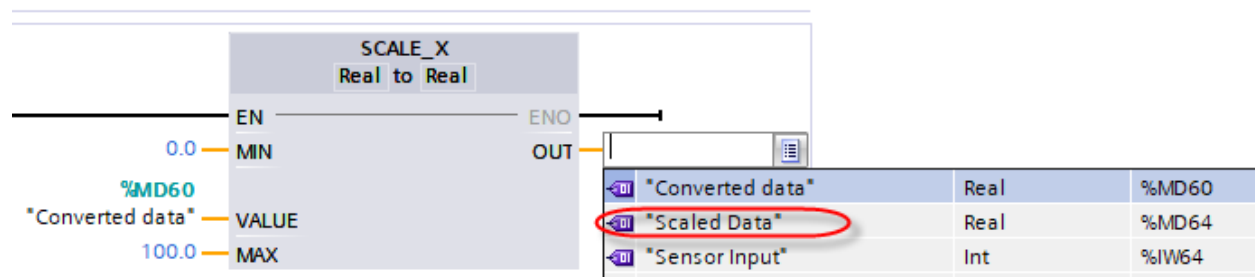 SCALE_X
Real to Real
EN ENO
0.0 MIN OUT
%MD60
"Converted data" VALUE
100.0 MAX
"Converted data" Real %MD60
"Scaled Data" Real %MD64
"Sensor Input" Int %IW64